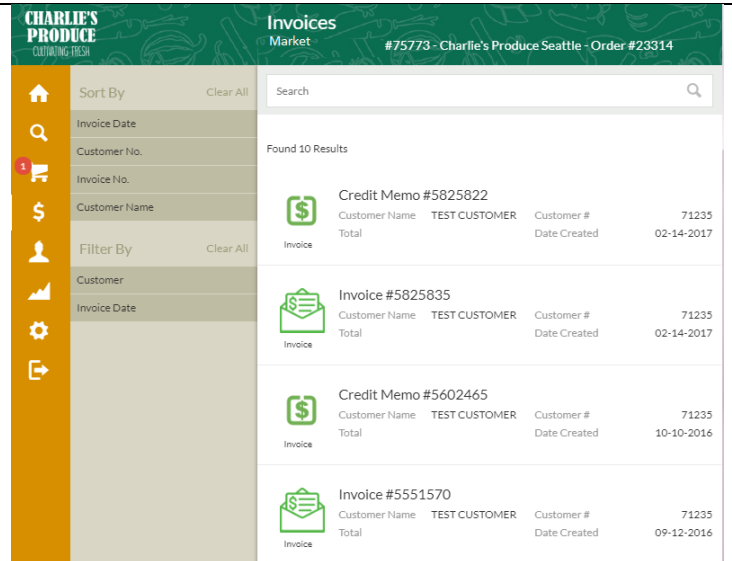 CHARLIE'S
PRODUCE
CULTIVATING FRESH
Invoices
Market
#75773 - Charlie's Produce Seattle - Order #23314
1
Sort By Clear All
Invoice Date
Customer No.
Invoice No.
Customer Name
Filter By Clear All
Customer
Invoice Date
Search
Found 10 Results
Credit Memo #5825822
Customer Name TEST CUSTOMER Customer # 71235
Total Date Created 02-14-2017
Invoice
Invoice #5825835
Customer Name TEST CUSTOMER Customer # 71235
Total Date Created 02-14-2017
Invoice
Credit Memo #5602465
Customer Name TEST CUSTOMER Customer # 71235
Total Date Created 10-10-2016
Invoice
Invoice #5551570
Customer Name TEST CUSTOMER Customer # 71235
Total Date Created 09-12-2016
Invoice